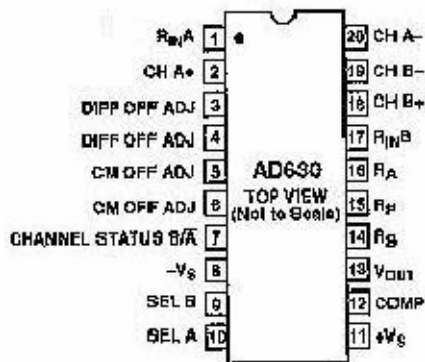 RINA 1
CH A+ 2
DIFF OFF ADJ 3
DIFF OFF ADJ 4
CM OFF ADJ 5
CM OFF ADJ 6
CHANNEL STATUS B/A 7
-VS 8
SEL B 9
SEL A 10
AD630
TOP VIEW
(Not to Scale)
20 CH A-
19 CH B-
18 CH B+
17 RINB
16 RA
15 RF
14 RB
13 VOUT
12 COMP
11 +VS